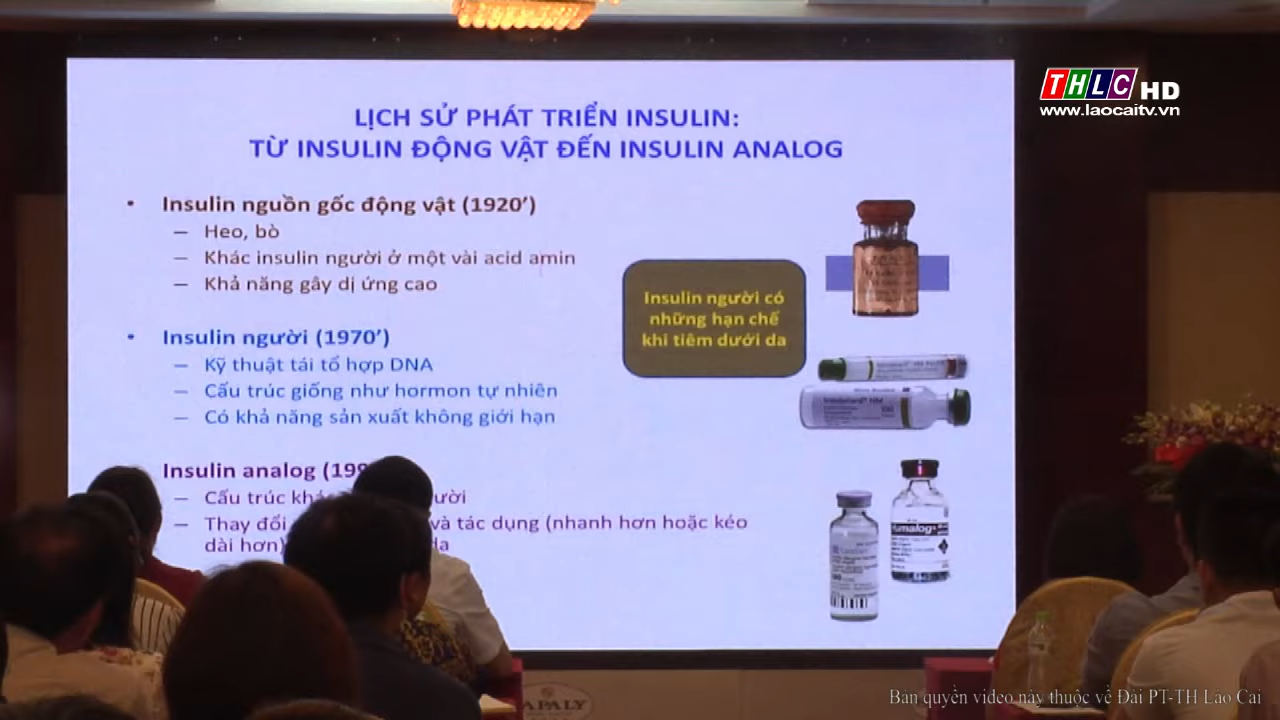 THLC HD
www.laocaitv.vn
LỊCH SỬ PHÁT TRIỂN INSULIN:
TỪ INSULIN ĐỘNG VẬT ĐẾN INSULIN ANALOG
• Insulin nguồn gốc động vật (1920’)
— Heo, bò
— Khác insulin người ở một vài acid amin
— Khả năng gây dị ứng cao
Insulin người có
những hạn chế
khi tiêm dưới da
• Insulin người (1970’)
— Kỹ thuật tái tổ hợp DNA
— Cấu trúc giống như hormon tự nhiên
— Có khả năng sản xuất không giới hạn
Insulin analog (199
— Cấu trúc
— Thay đổi và tác dụng (nhanh hơn hoặc kéo
dài hơn)
Humalog
Bản quyền video này thuộc về Đài PT-TH Lào Cai